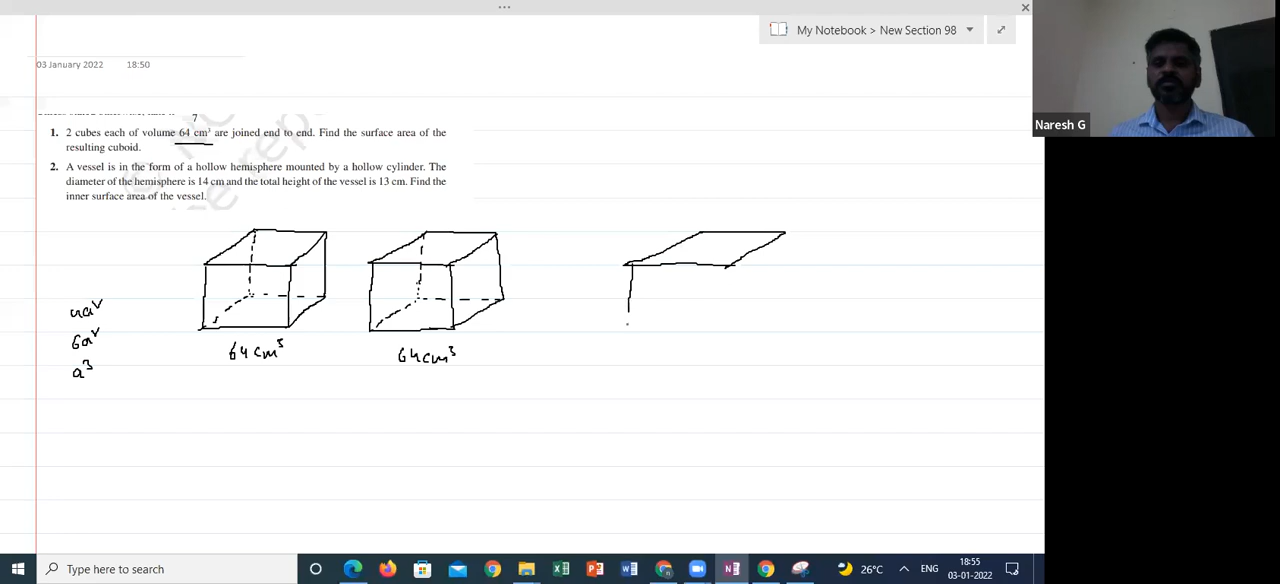 My Notebook > New Section 98
Naresh G
03 January 2022 18:50
7
1. 2 cubes each of volume 64 cm³ are joined end to end. Find the surface area of the
resulting cuboid.
2. A vessel is in the form of a hollow hemisphere mounted by a hollow cylinder. The
diameter of the hemisphere is 14 cm and the total height of the vessel is 13 cm. Find the
inner surface area of the vessel.
4a²
6a²
a³
64 cm³
64 cm³
Type here to search
26°C
ENG
18:55
03-01-2022